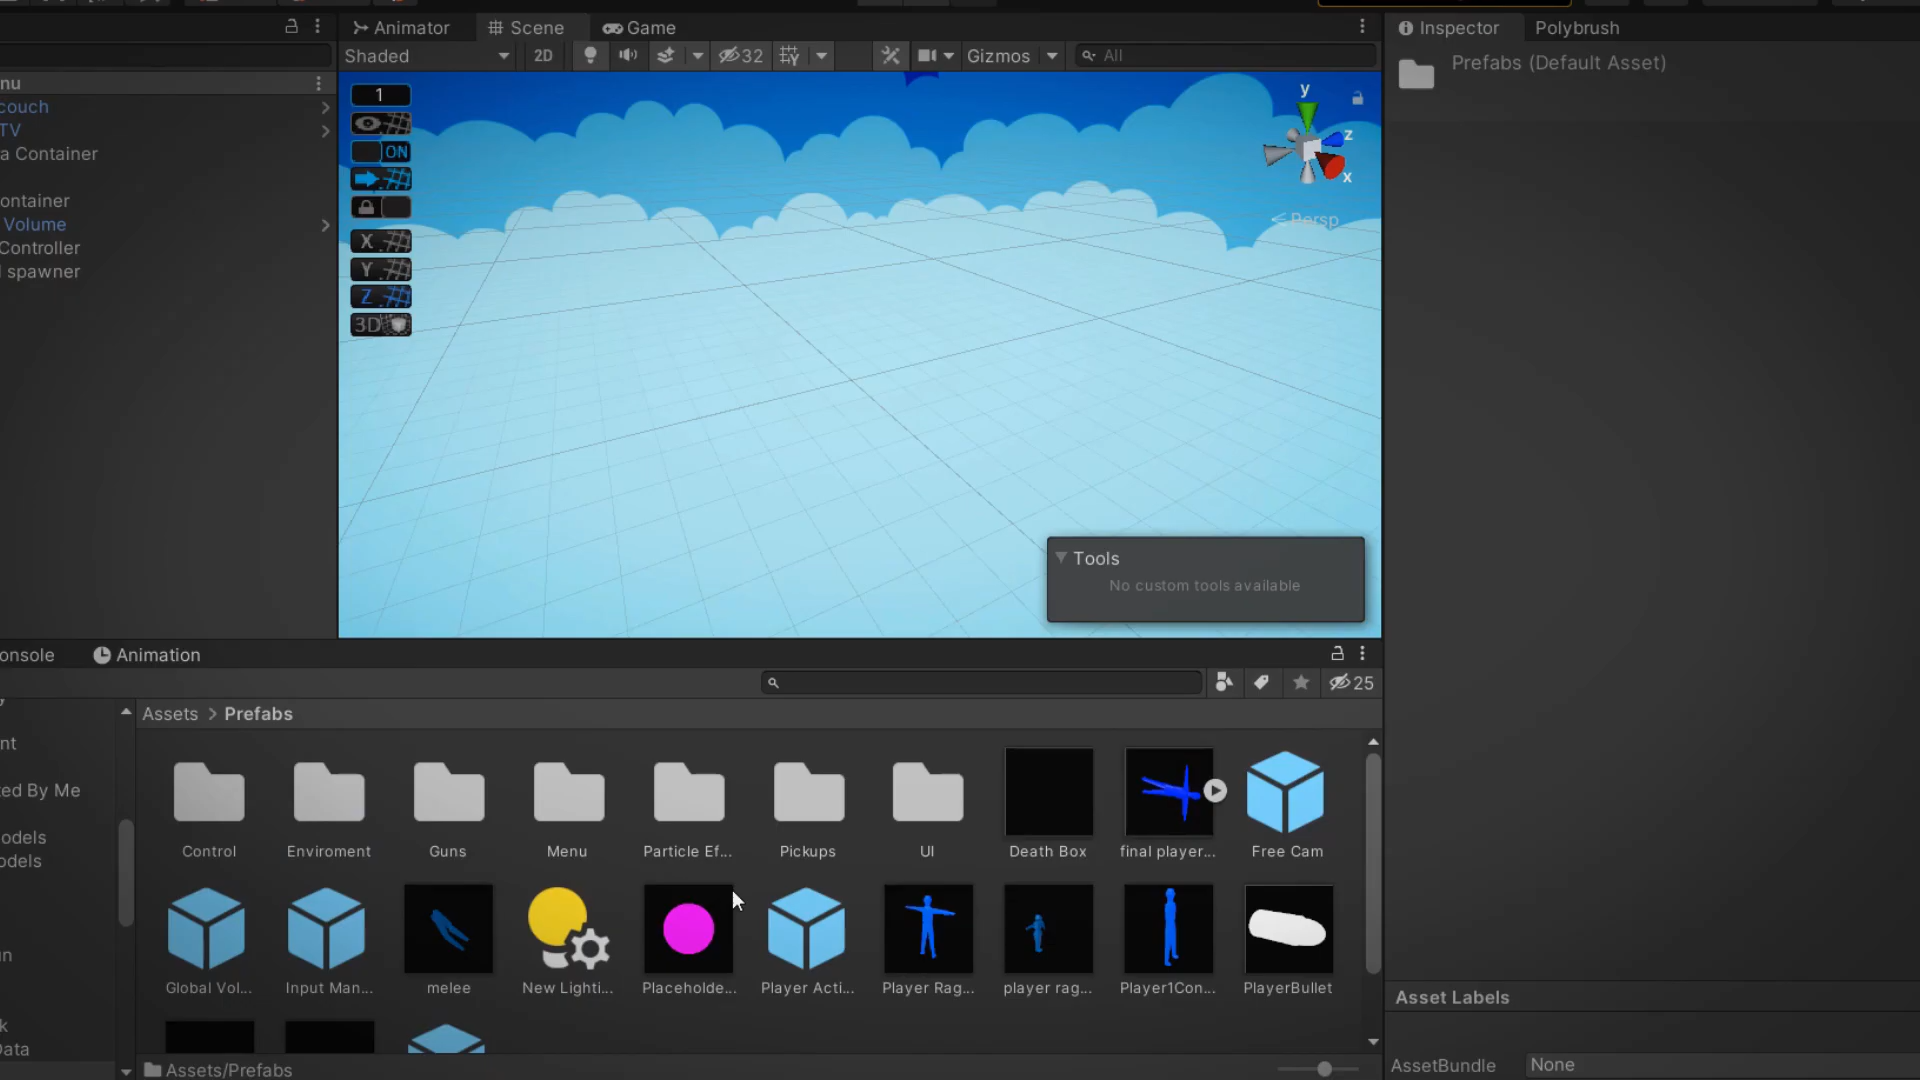 Animator Scene Game
Inspector Polybrush
Shaded 2D 32 Gizmos All
Prefabs (Default Asset)
nu
couch
TV
a Container
ontainer
Volume
Controller
l spawner
1
ON
X
Y
Z
3D
y
z
x
Persp
Tools
No custom tools available
onsole Animation
25
Assets > Prefabs
nt
ted By Me
odels
odels
n
k
Data
Control Enviroment Guns Menu Particle Ef... Pickups UI Death Box final player... Free Cam
Global Vol... Input Man... melee New Lighti... Placeholde... Player Acti... Player Rag... player rag... Player1Con... PlayerBullet
Assets/Prefabs
Asset Labels
AssetBundle None